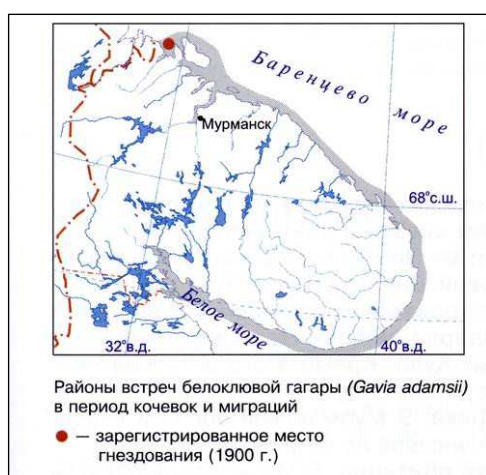 Баренцево море
Мурманск
68°с.ш.
Белое море
32°в.д.
40°в.д.
Районы встреч белоклювой гагары (Gavia adamsii)
в период кочевок и миграций
— зарегистрированное место
гнездования (1900 г.)